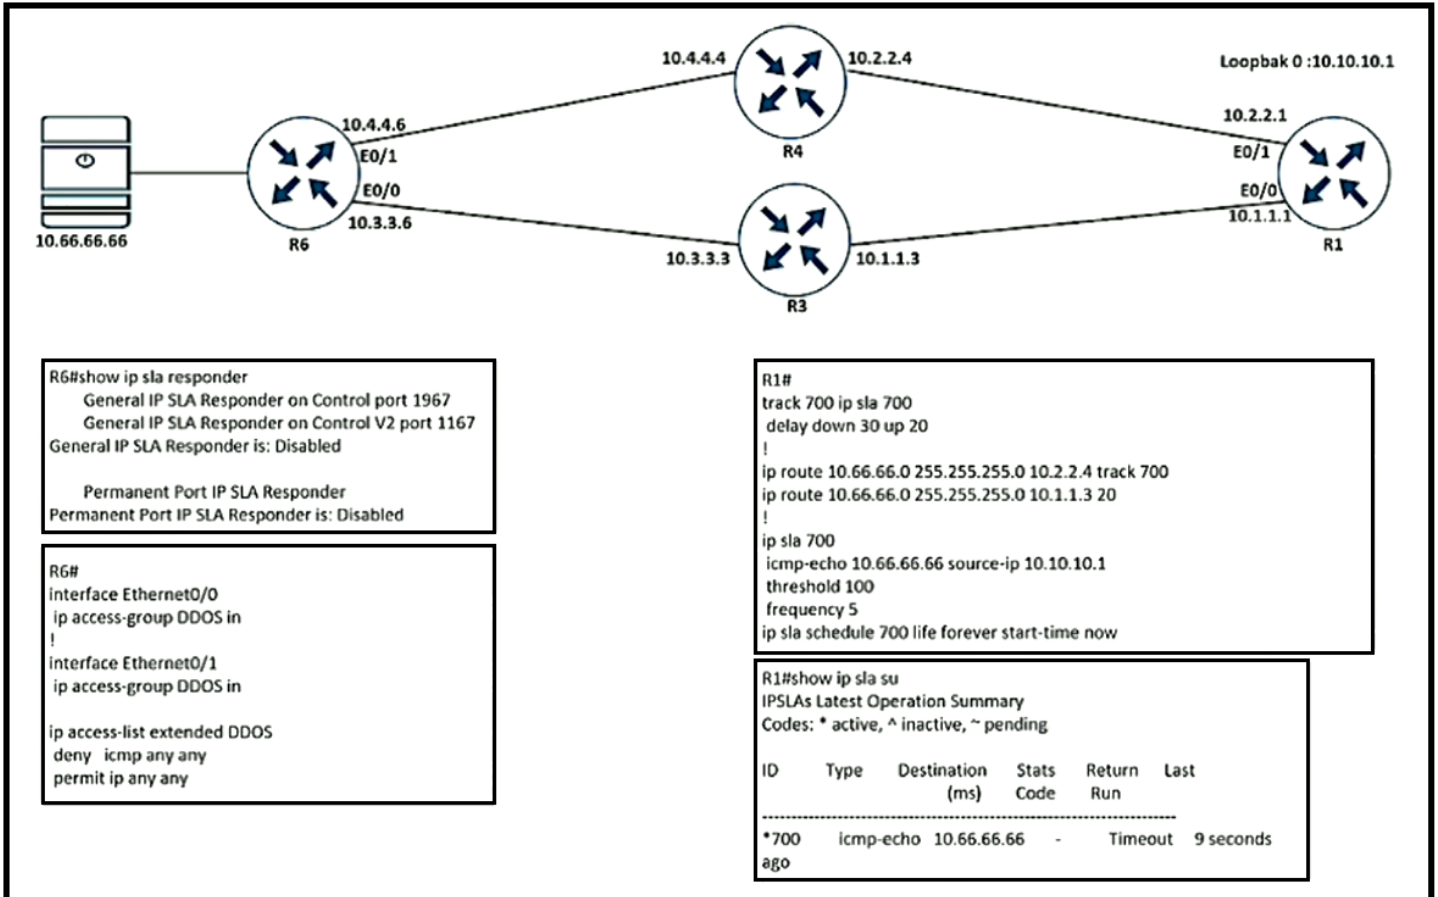 10.4.4.4
10.2.2.4
Loopbak 0 :10.10.10.1
10.4.4.6
E0/1
R4
10.2.2.1
E0/1
E0/0
10.3.3.6
E0/0
10.1.1.1
10.66.66.66
R6
10.3.3.3
10.1.1.3
R1
R3
R6#show ip sla responder
General IP SLA Responder on Control port 1967
General IP SLA Responder on Control V2 port 1167
General IP SLA Responder is: Disabled
Permanent Port IP SLA Responder
Permanent Port IP SLA Responder is: Disabled
R6#
interface Ethernet0/0
ip access-group DDOS in
!
interface Ethernet0/1
ip access-group DDOS in
ip access-list extended DDOS
deny icmp any any
permit ip any any
R1#
track 700 ip sla 700
delay down 30 up 20
!
ip route 10.66.66.0 255.255.255.0 10.2.2.4 track 700
ip route 10.66.66.0 255.255.255.0 10.1.1.3 20
!
ip sla 700
icmp-echo 10.66.66.66 source-ip 10.10.10.1
threshold 100
frequency 5
ip sla schedule 700 life forever start-time now
R1#show ip sla su
IPSLAs Latest Operation Summary
Codes: * active, ^ inactive, ~ pending
ID Type Destination Stats Return Last
(ms) Code Run
--------------------------------------------------------------------
*700 icmp-echo 10.66.66.66 - Timeout 9 seconds
ago